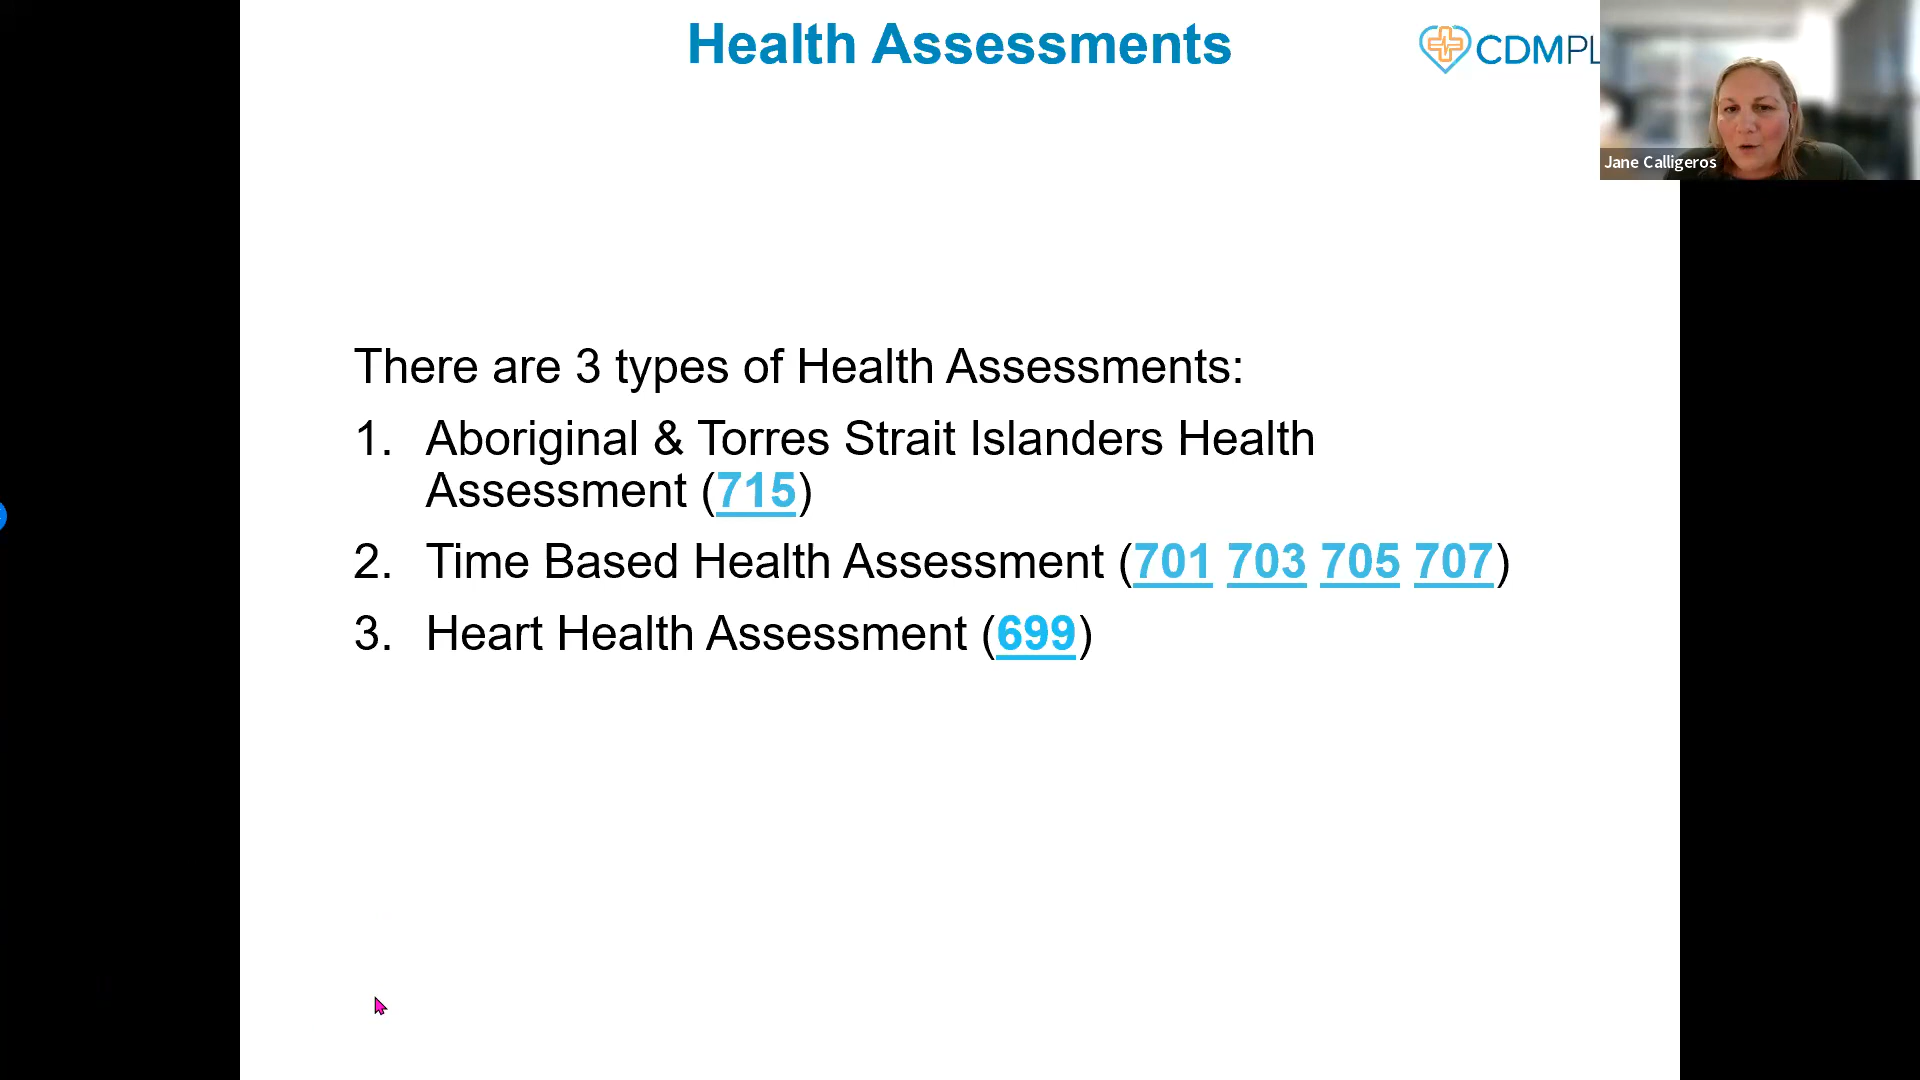 Health Assessments
CDMPL
Jane Calligeros
There are 3 types of Health Assessments:
1. Aboriginal & Torres Strait Islanders Health
Assessment (715)
2. Time Based Health Assessment (701 703 705 707)
3. Heart Health Assessment (699)